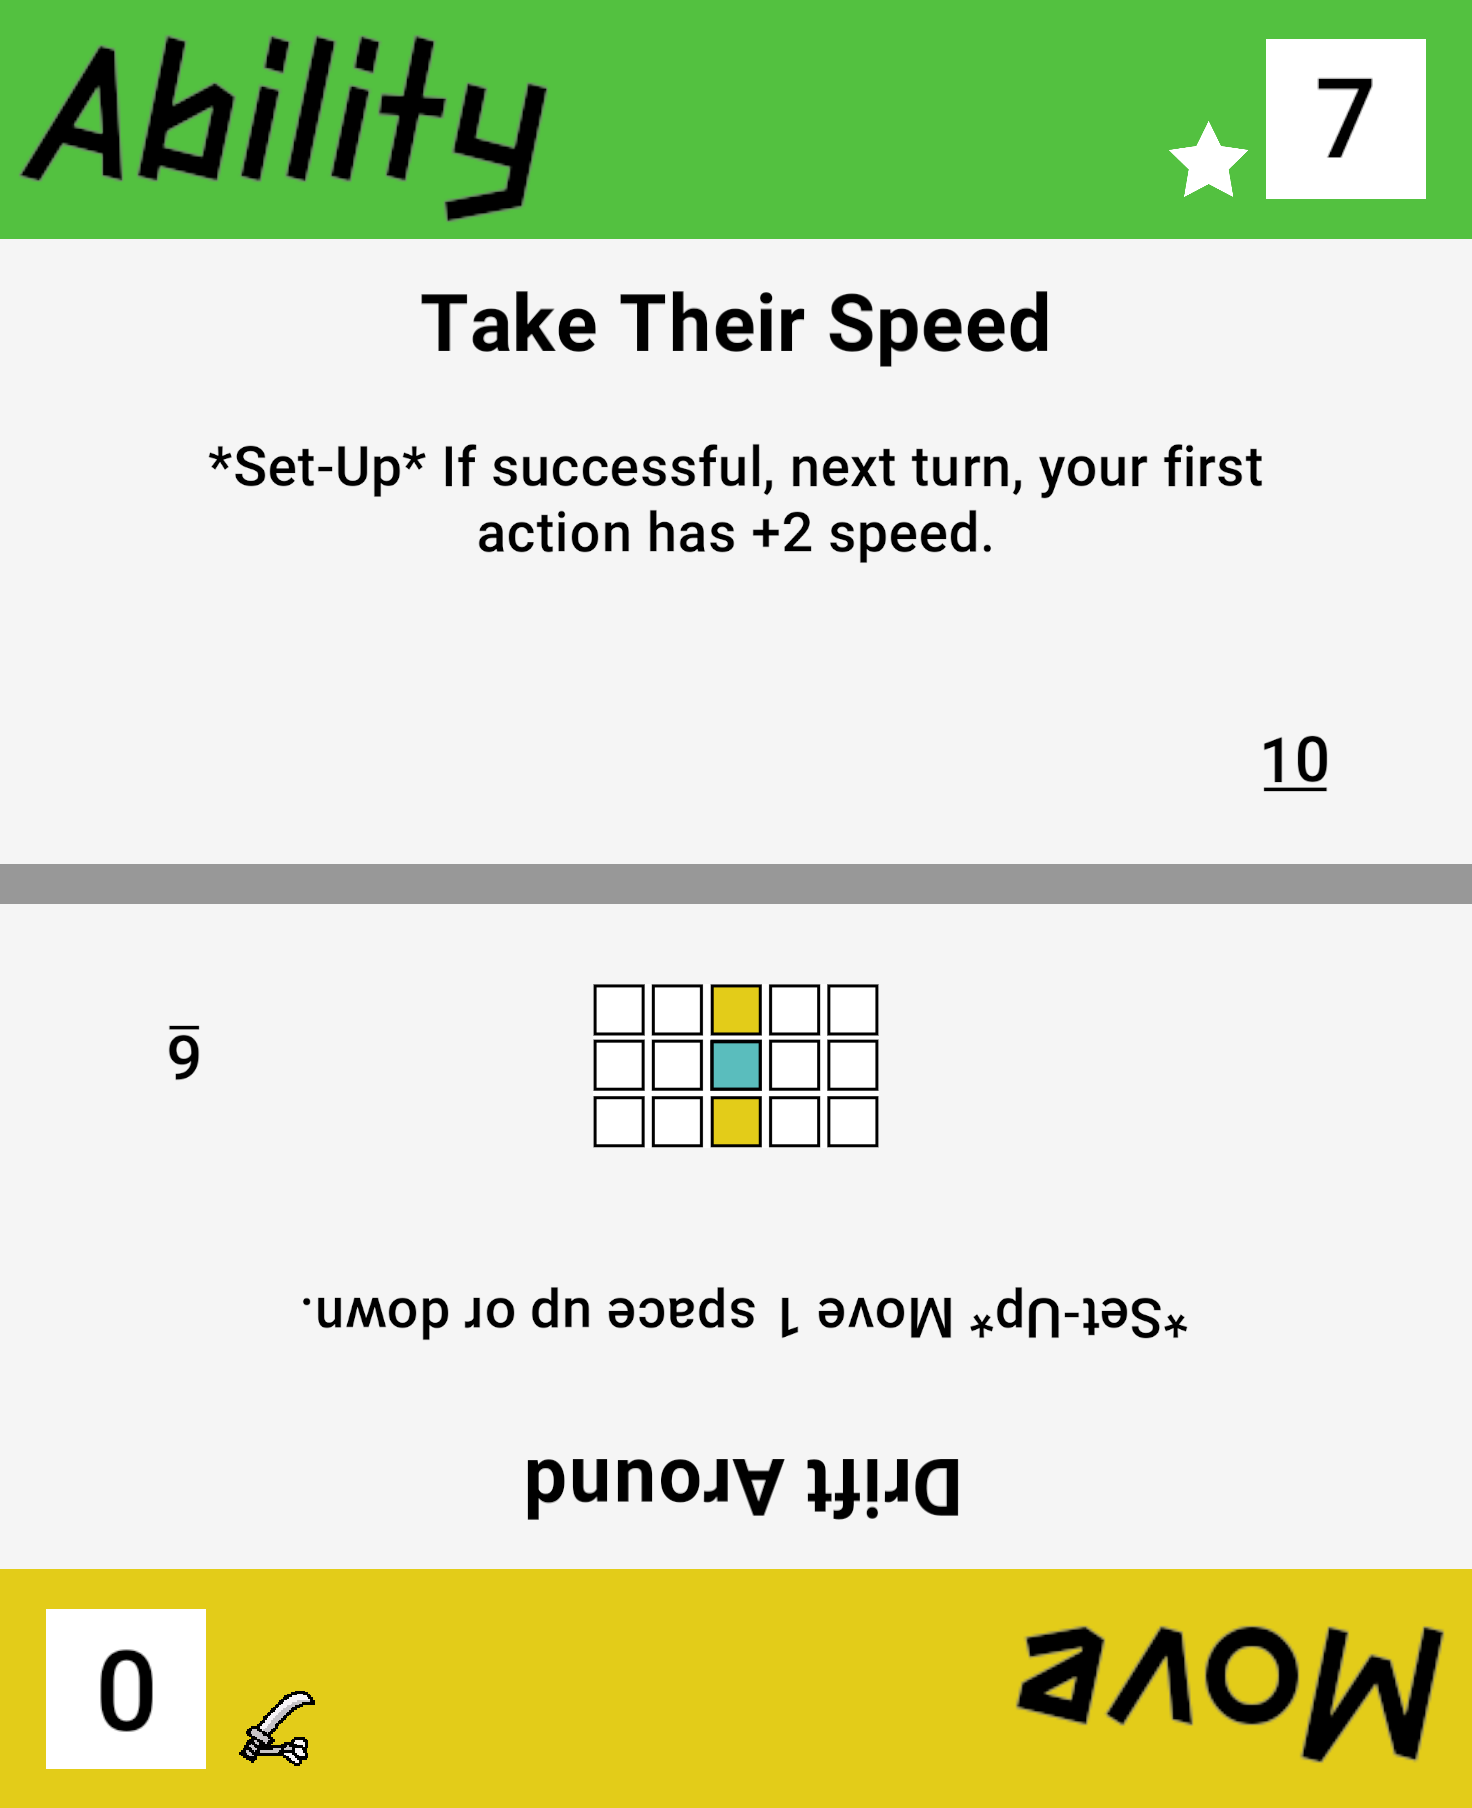 Ability
7
Take Their Speed
*Set-Up* If successful, next turn, your first
action has +2 speed.
10
Move
0
Drift Around
*Set-Up* Move 1 space up or down.
6